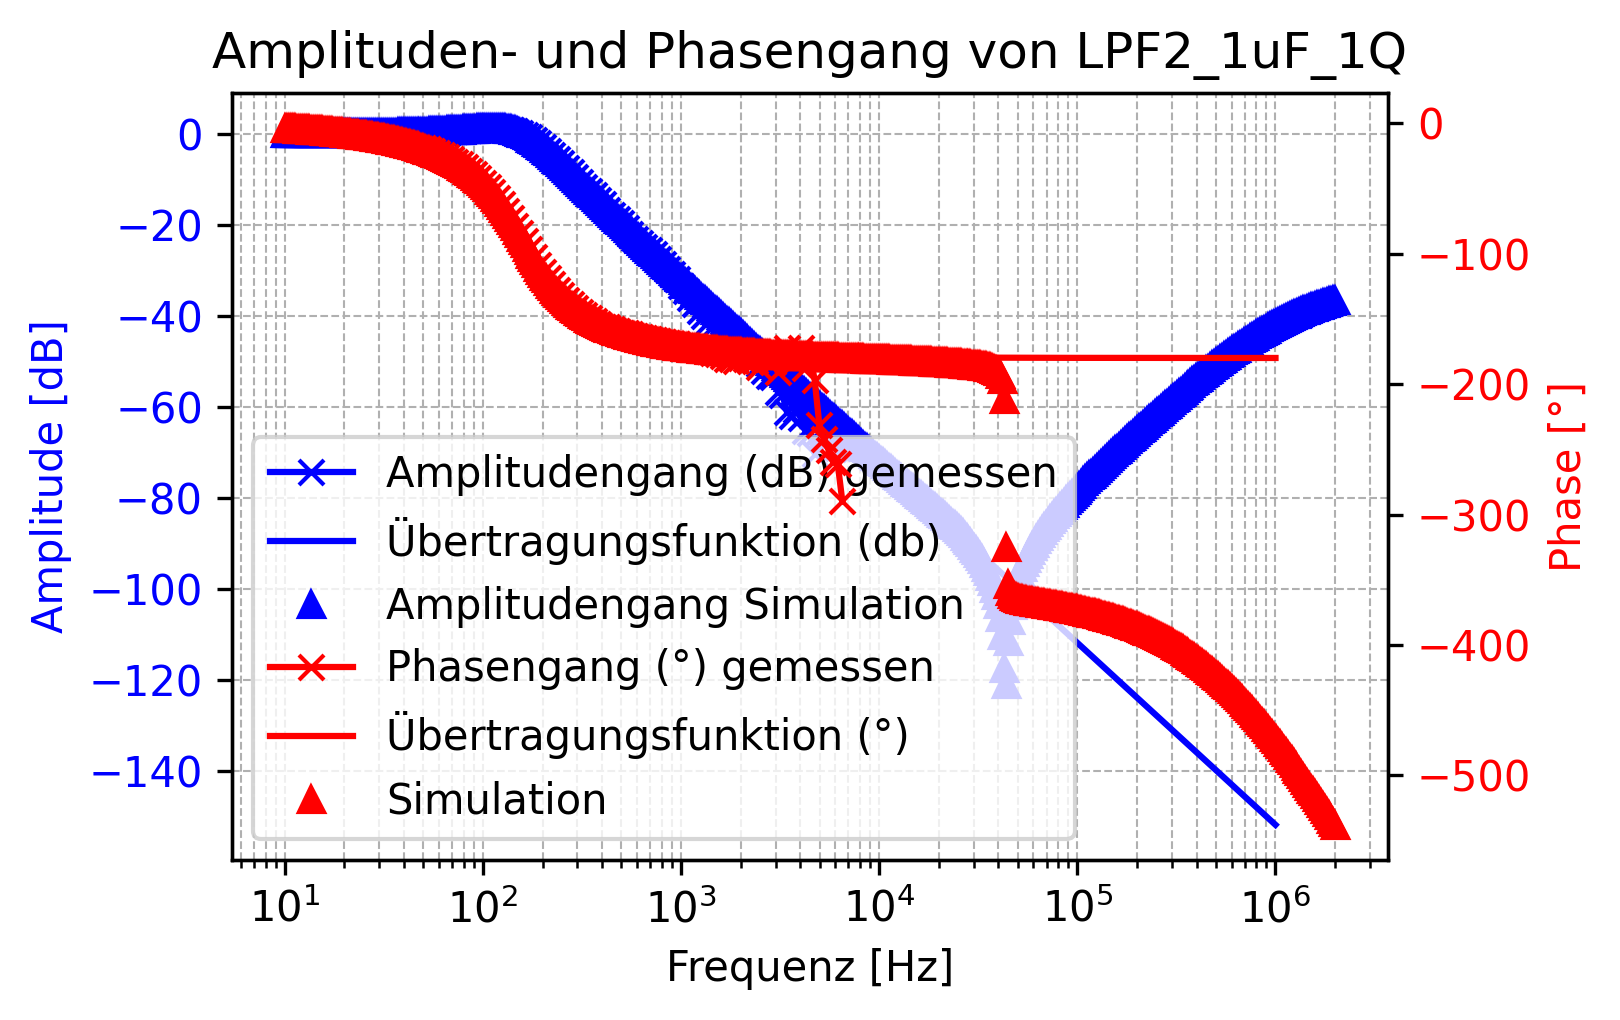 Amplituden- und Phasengang von LPF2_1uF_1Q
Amplitude [dB]
0
−20
−40
−60
−80
−100
−120
−140
0
−100
−200
−300
−400
−500
Phase [°]
Amplitudengang (dB) gemessen
Übertragungsfunktion (db)
Amplitudengang Simulation
Phasengang (°) gemessen
Übertragungsfunktion (°)
Simulation
10¹ 10² 10³ 10⁴ 10⁵ 10⁶
Frequenz [Hz]